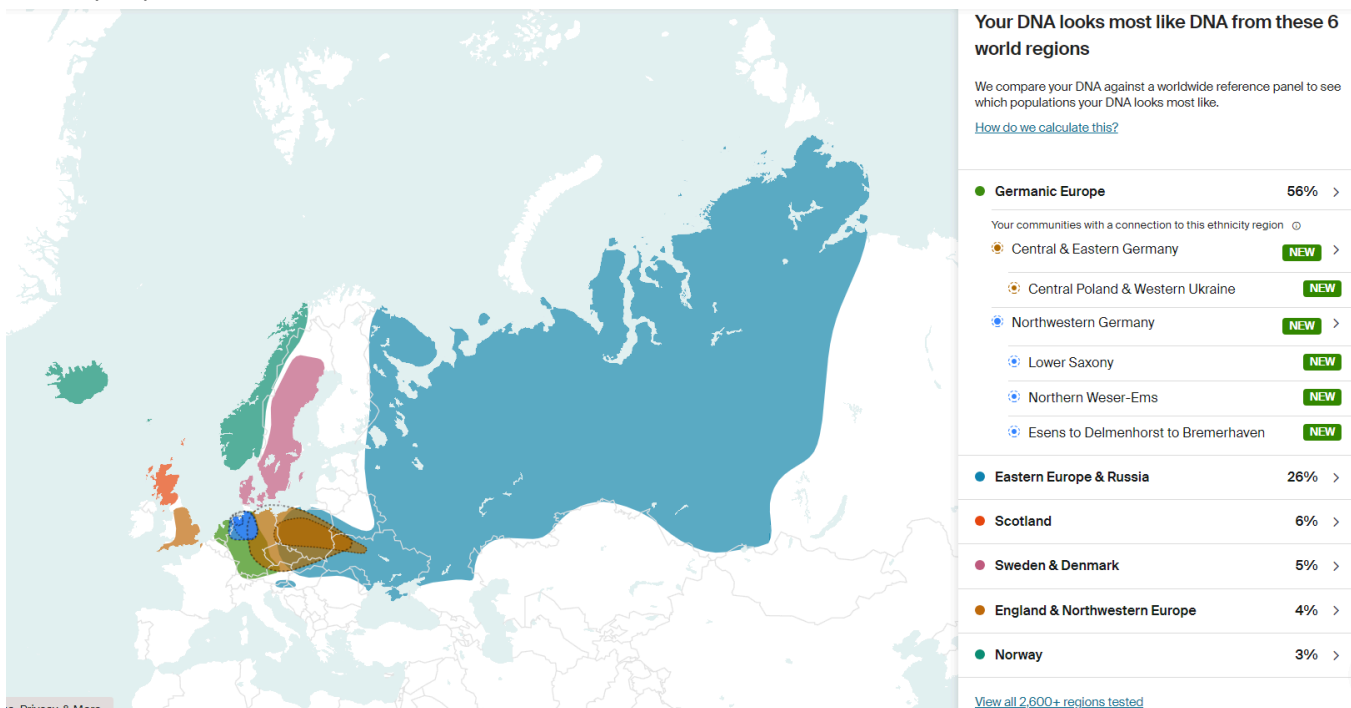 Your DNA looks most like DNA from these 6
world regions
We compare your DNA against a worldwide reference panel to see
which populations your DNA looks most like.
How do we calculate this?
Germanic Europe 56%
Your communities with a connection to this ethnicity region
Central & Eastern Germany NEW
Central Poland & Western Ukraine NEW
Northwestern Germany NEW
Lower Saxony NEW
Northern Weser-Ems NEW
Esens to Delmenhorst to Bremerhaven NEW
Eastern Europe & Russia 26%
Scotland 6%
Sweden & Denmark 5%
England & Northwestern Europe 4%
Norway 3%
View all 2,600+ regions tested